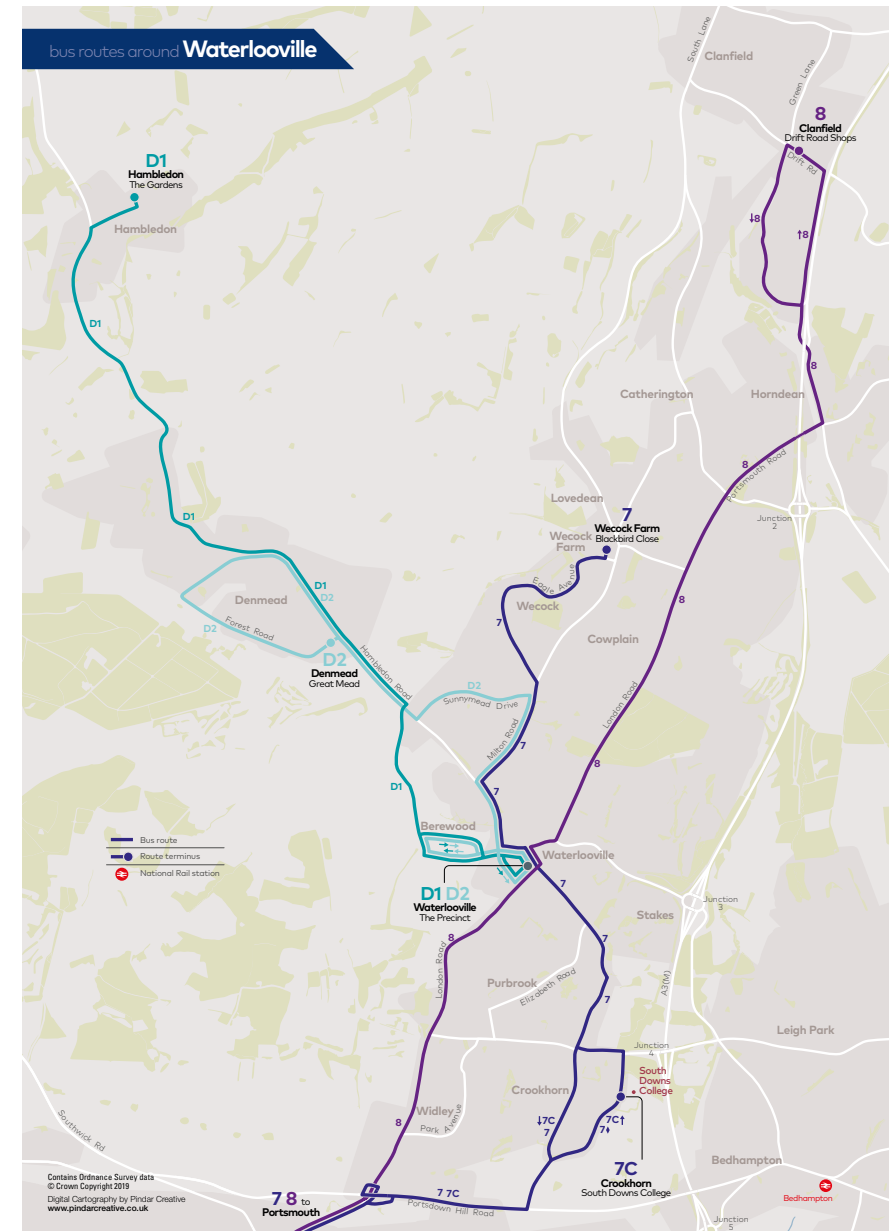 bus routes around Waterlooville
South Lane
Clanfield
Green Lane
8
Clanfield
Drift Road Shops
Drift Rd
D1
Hambledon
The Gardens
Hambledon
↓8
↑8
D1
8
Catherington
Horndean
8
Portsmouth Road
Lovedean
Junction
2
D1
7
Wecock Farm
Blackbird Close
Wecock
Farm
Eagle Avenue
Wecock
D1
D2
Denmead
8
7
D2
Forest Road
Cowplain
D2
Denmead
Great Mead
Hambledon Road
D2
Sunnymead Drive
London Road
Milton Road
7
8
D1
7
Berewood
Bus route
Route terminus
National Rail station
Waterlooville
D1 D2
Waterlooville
The Precinct
7
Junction
3
Stakes
8
7
London Road
Purbrook
Elizabeth Road
A3(M)
7
Leigh Park
Junction
4
South
Downs
College
Crookhorn
Widley
Park Avenue
↓7C
7
7C↑
7
8
Southwick Rd
Bedhampton
7C
Crookhorn
South Downs College
Contains Ordnance Survey data
© Crown Copyright 2019
Digital Cartography by Pindar Creative
www.pindarcreative.co.uk
7 8 to
Portsmouth
7 7C
Portsdown Hill Road
Bedhampton
Junction
5